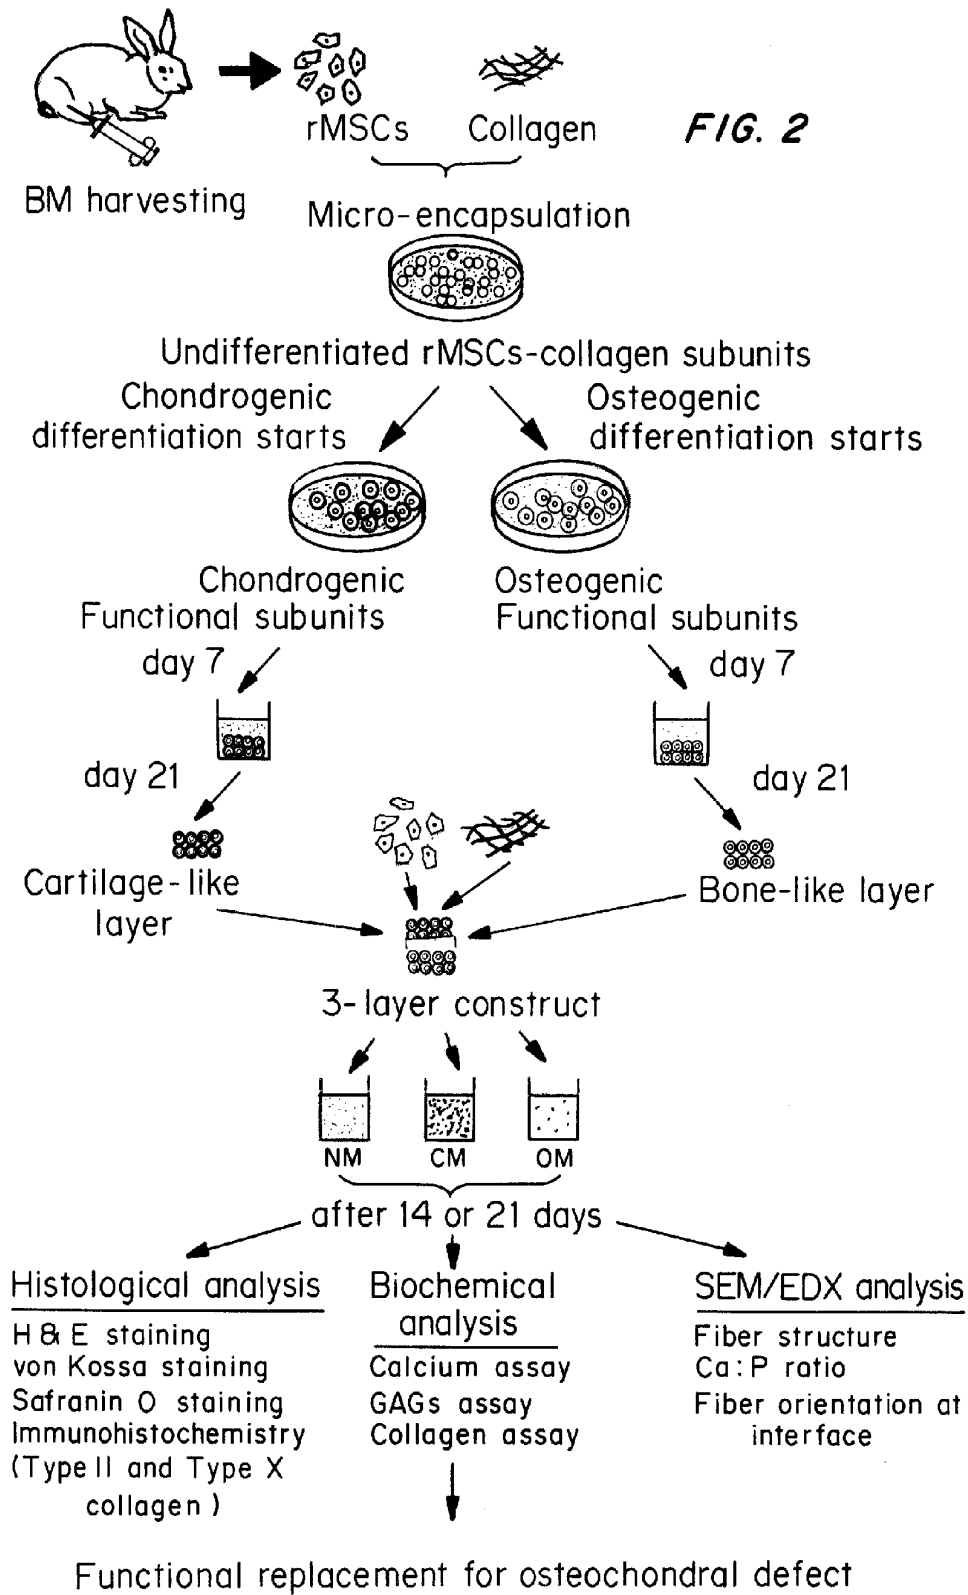 rMSCs
Collagen
FIG. 2
BM harvesting
Micro-encapsulation
Undifferentiated rMSCs-collagen subunits
Chondrogenic
differentiation starts
Osteogenic
differentiation starts
Chondrogenic
Functional subunits
Osteogenic
Functional subunits
day 7
day 7
day 21
day 21
Cartilage-like
layer
Bone-like layer
3-layer construct
NM
CM
OM
after 14 or 21 days
Histological analysis
H & E staining
von Kossa staining
Safranin O staining
Immunohistochemistry
(Type II and Type X
collagen)
Biochemical
analysis
Calcium assay
GAGs assay
Collagen assay
SEM/EDX analysis
Fiber structure
Ca:P ratio
Fiber orientation at
interface
Functional replacement for osteochondral defect